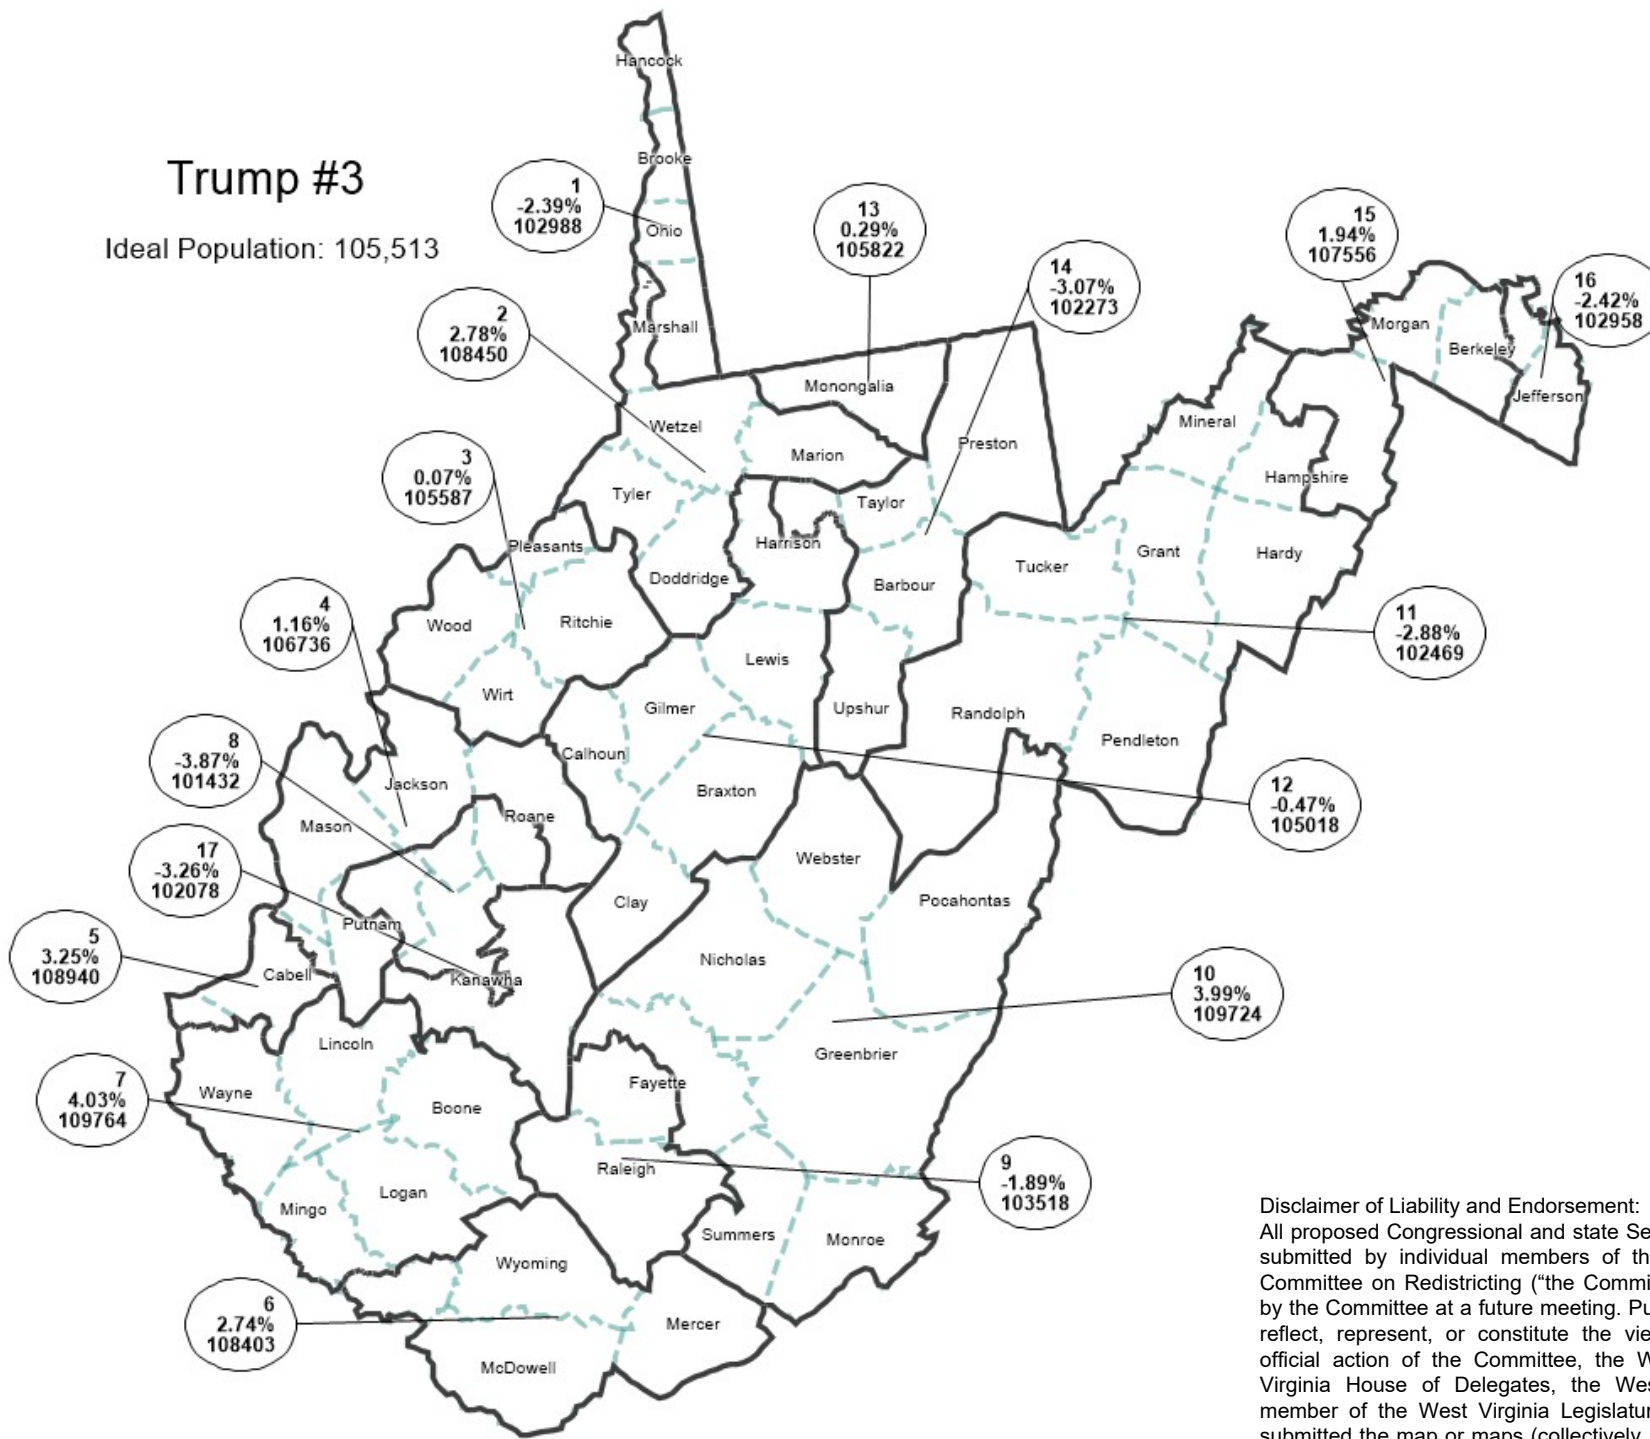 Trump #3
Ideal Population: 105,513
1
-2.39%
102988
2
2.78%
108450
3
0.07%
105587
4
1.16%
106736
8
-3.87%
101432
17
-3.26%
102078
5
3.25%
108940
7
4.03%
109764
6
2.74%
108403
13
0.29%
105822
14
-3.07%
102273
15
1.94%
107556
16
-2.42%
102958
11
-2.88%
102469
12
-0.47%
105018
10
3.99%
109724
9
-1.89%
103518
Hancock
Brooke
Ohio
Marshall
Wetzel
Monongalia
Marion
Preston
Tyler
Taylor
Pleasants
Harrison
Doddridge
Barbour
Tucker
Grant
Mineral
Hampshire
Hardy
Morgan
Berkeley
Jefferson
Wood
Ritchie
Wirt
Lewis
Gilmer
Upshur
Randolph
Pendleton
Calhoun
Jackson
Braxton
Mason
Roane
Webster
Pocahontas
Clay
Putnam
Nicholas
Cabell
Kanawha
Greenbrier
Lincoln
Wayne
Boone
Fayette
Raleigh
Logan
Mingo
Summers
Monroe
Wyoming
Mercer
McDowell
Disclaimer of Liability and Endorsement:
All proposed Congressional and state Se
submitted by individual members of th
Committee on Redistricting (“the Commi
by the Committee at a future meeting. Pu
reflect, represent, or constitute the vie
official action of the Committee, the W
Virginia House of Delegates, the Wes
member of the West Virginia Legislatur
submitted the map or maps (collectively